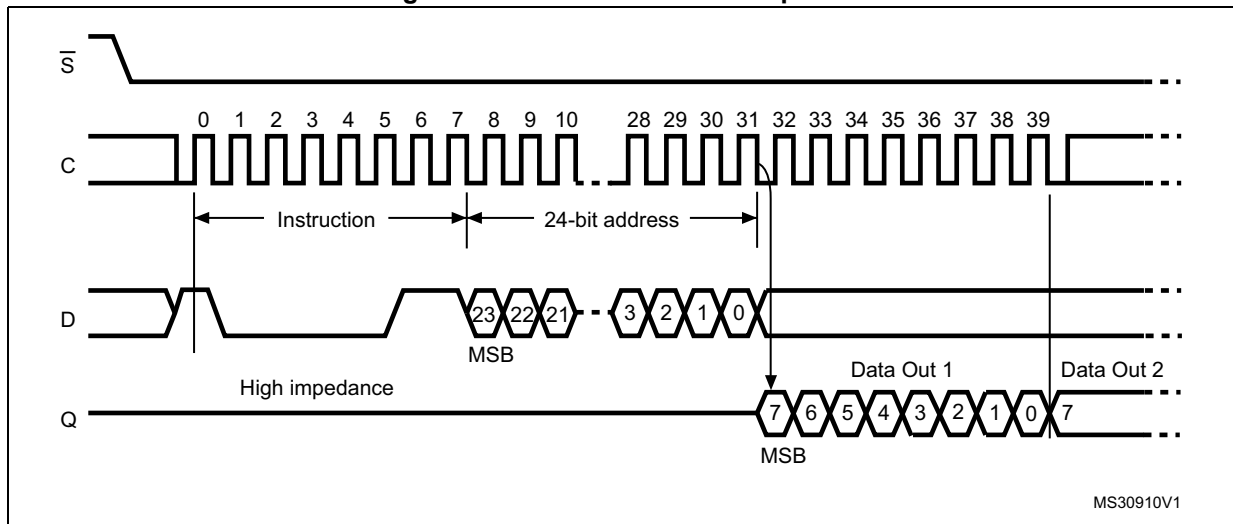 S
0 1 2 3 4 5 6 7 8 9 10 28 29 30 31 32 33 34 35 36 37 38 39
C
Instruction 24-bit address
D
23 22 21 3 2 1 0
MSB
Data Out 1 Data Out 2
High impedance
Q
7 6 5 4 3 2 1 0 7
MSB
MS30910V1